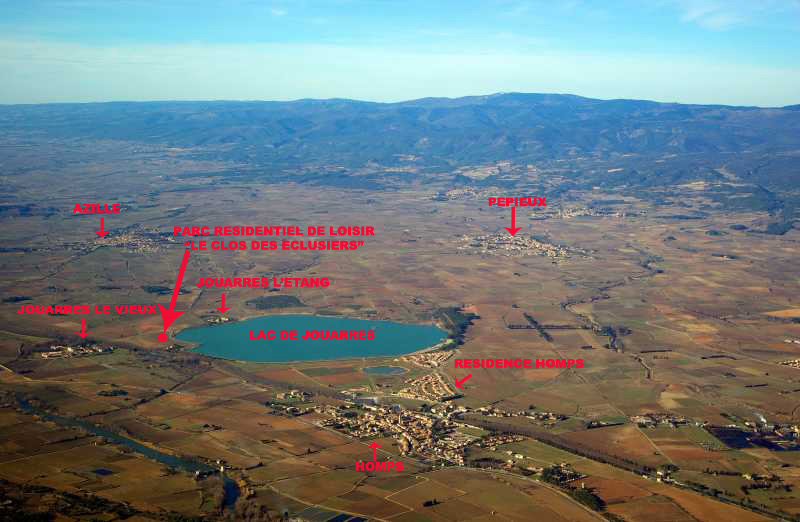 AZILLE
PEPIEUX
PARC RESIDENTIEL DE LOISIR
"LE CLOS DES ÉCLUSIERS"
JOUARRES L'ETANG
JOUARRES LE VIEUX
LAC DE JOUARRES
RESIDENCE HOMPS
HOMPS